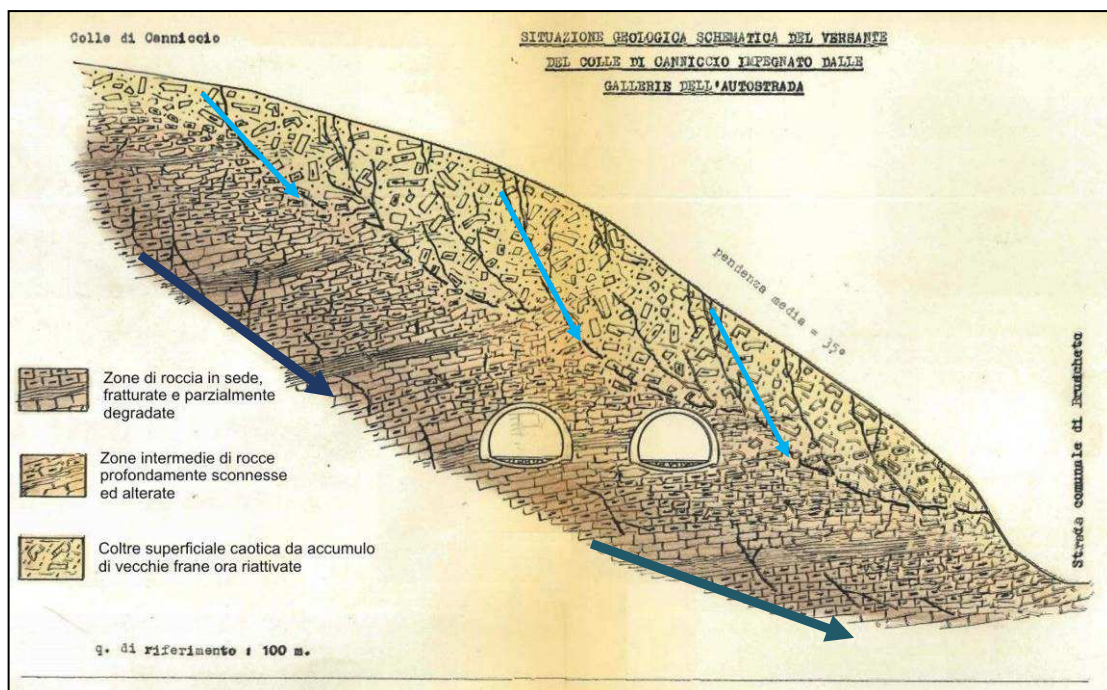 Colle di Canniccio
SITUAZIONE GEOLOGICA SCHEMATICA DEL VERSANTE
DEL COLLE DI CANNICCIO IMPEGNATO DALLE
GALLERIE DELL'AUTOSTRADA
pendenza media = 35°
Strada comunale di Bruscheto
Zone di roccia in sede,
fratturate e parzialmente
degradate
Zone intermedie di rocce
profondamente sconnesse
ed alterate
Coltre superficiale caotica da accumulo
di vecchie frane ora riattivate
q. di riferimento : 100 m.